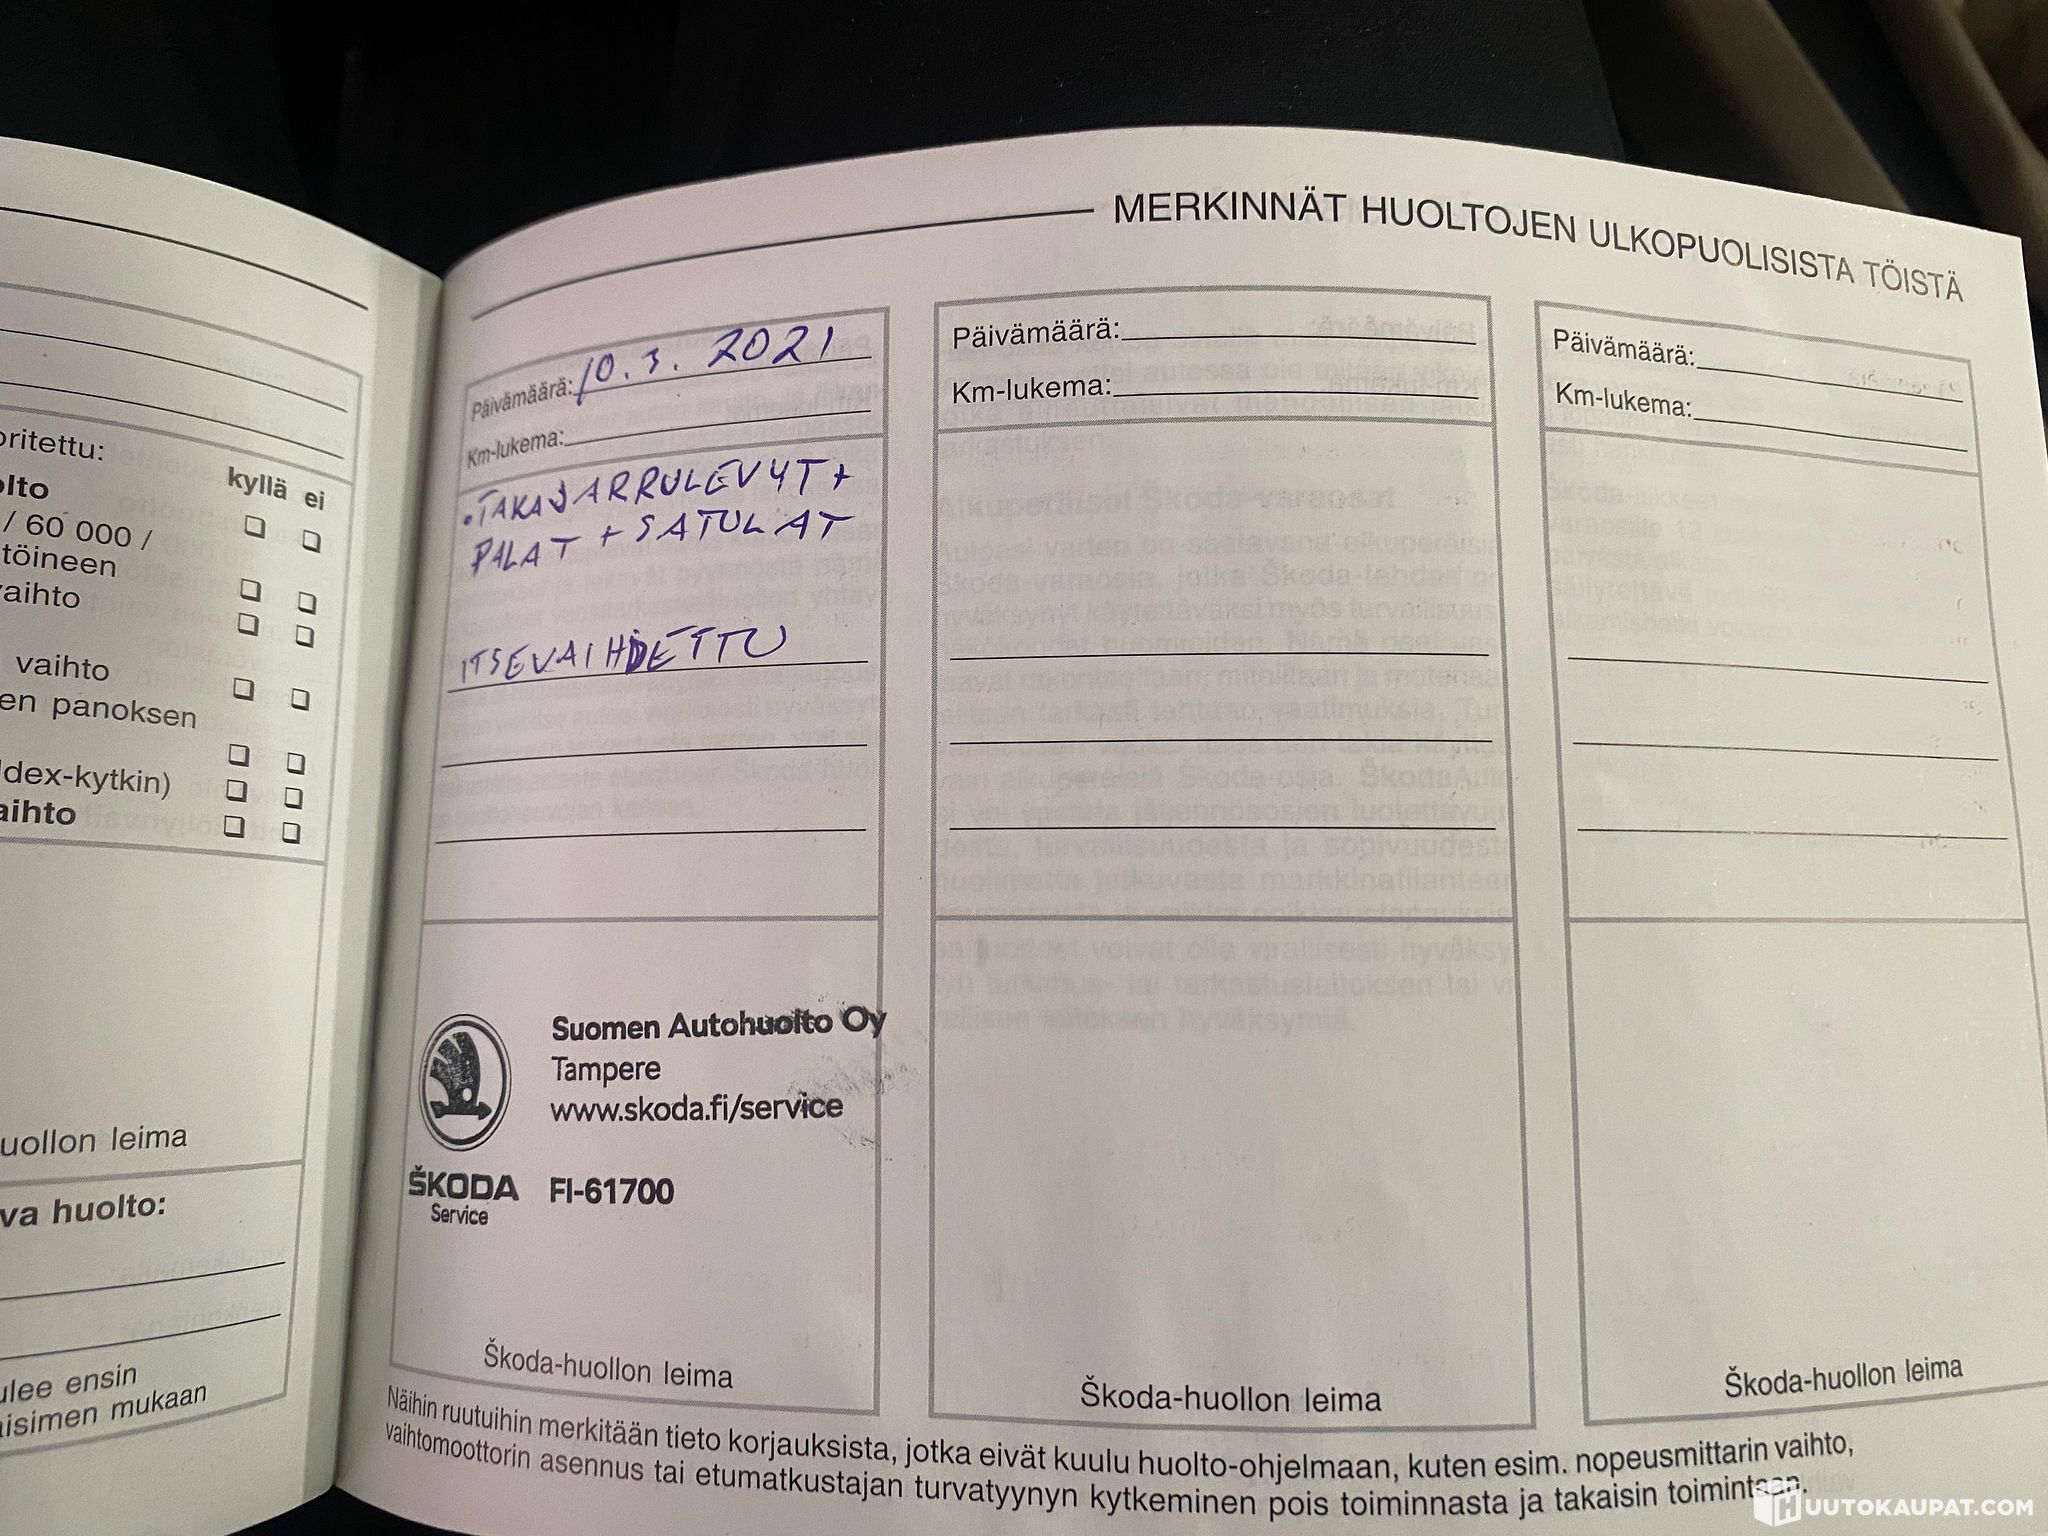 oritettu:
kyllä ei
olto
/ 60 000 /
töineen
vaihto
vaihto
en panoksen
ldex-kytkin)
aihto
uollon leima
va huolto:
ulee ensin
aisimen mukaan
MERKINNÄT HUOLTOJEN ULKOPUOLISISTA TÖISTÄ
Päivämäärä: 10.3.2021
Km-lukema:
.TAKAJARRULEVYT +
PALAT + SATULAT
ITSEVAIHDETTU
Suomen Autohuolto Oy
Tampere
www.skoda.fi/service
ŠKODA FI-61700
Service
Škoda-huollon leima
Päivämäärä:
Km-lukema:
Škoda-huollon leima
Päivämäärä:
Km-lukema:
Škoda-huollon leima
Näihin ruutuihin merkitään tieto korjauksista, jotka eivät kuulu huolto-ohjelmaan, kuten esim. nopeusmittarin vaihto,
vaihtomoottorin asennus tai etumatkustajan turvatyynyn kytkeminen pois toiminnasta ja takaisin toimintaan.
HUUTOKAUPAT.COM